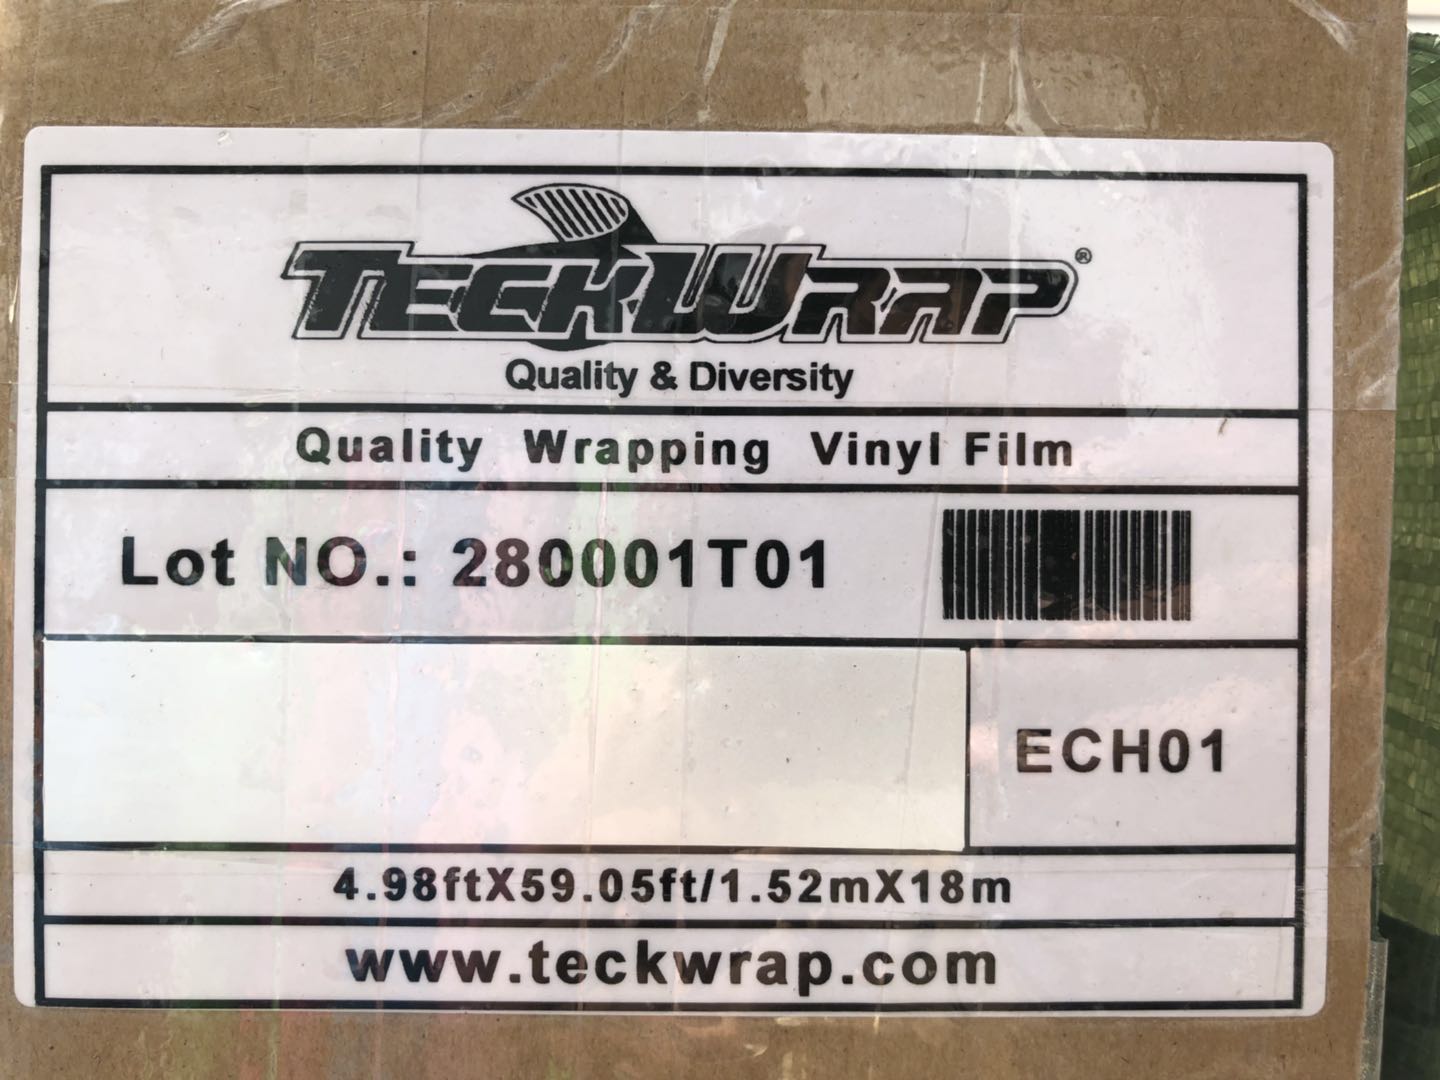 TECKWRAP®
Quality & Diversity
Quality Wrapping Vinyl Film
Lot NO.: 280001T01
ECH01
4.98ftX59.05ft/1.52mX18m
www.teckwrap.com